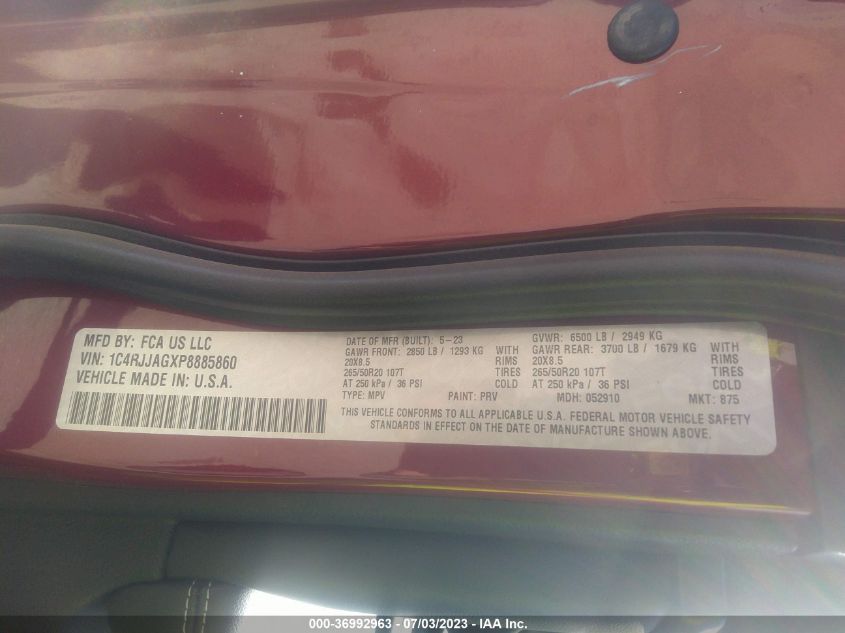 MFD BY: FCA US LLC
VIN: 1C4RJJAGXP8885860
VEHICLE MADE IN: U.S.A.
DATE OF MFR (BUILT): 5-23
GAWR FRONT: 2850 LB / 1293 KG WITH
20X8.5 RIMS
265/50R20 107T TIRES
AT 250 kPa / 36 PSI COLD
TYPE: MPV PAINT: PRV
GVWR: 6500 LB / 2949 KG
GAWR REAR: 3700 LB / 1679 KG WITH
20X8.5 RIMS
265/50R20 107T TIRES
AT 250 kPa / 36 PSI COLD
MDH: 052910 MKT: 875
THIS VEHICLE CONFORMS TO ALL APPLICABLE U.S.A. FEDERAL MOTOR VEHICLE SAFETY
STANDARDS IN EFFECT ON THE DATE OF MANUFACTURE SHOWN ABOVE.
000-36992963 - 07/03/2023 - IAA Inc.